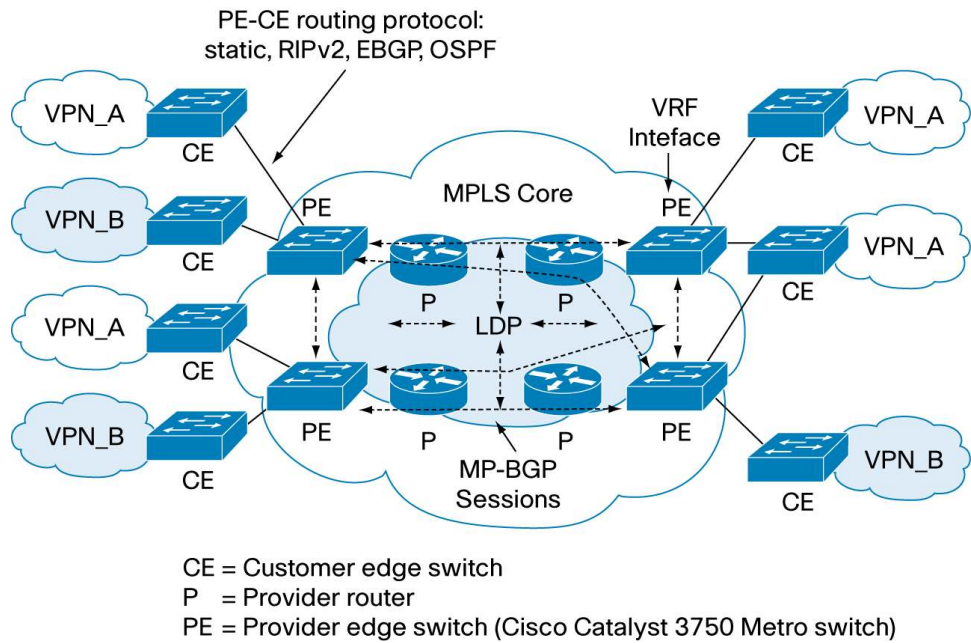 PE-CE routing protocol:
static, RIPv2, EBGP, OSPF
VPN_A
CE
VPN_B
CE
VPN_A
CE
VPN_B
CE
PE
PE
MPLS Core
VRF
Inteface
PE
PE
P
P
LDP
P
P
MP-BGP
Sessions
VPN_A
CE
VPN_A
CE
VPN_B
CE
CE = Customer edge switch
P = Provider router
PE = Provider edge switch (Cisco Catalyst 3750 Metro switch)